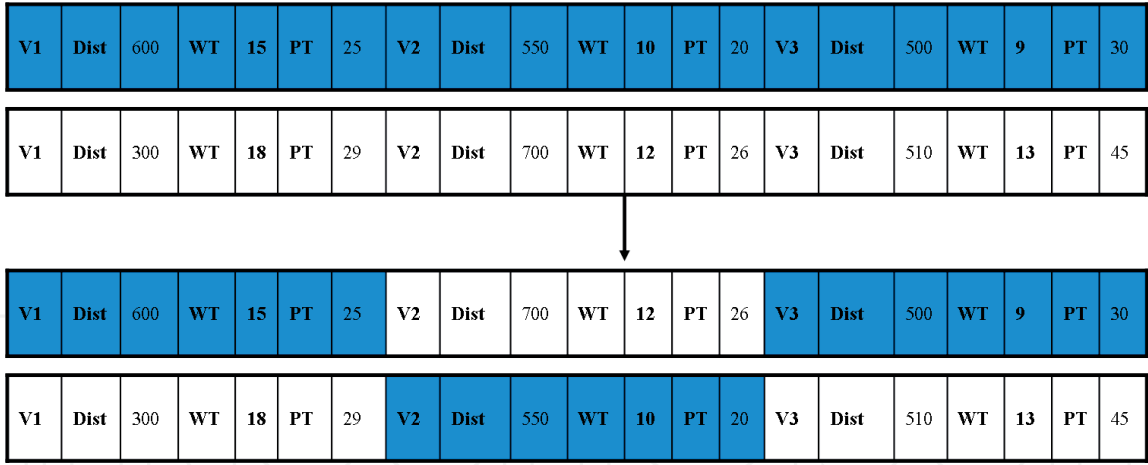 V1 Dist 600 WT 15 PT 25 V2 Dist 550 WT 10 PT 20 V3 Dist 500 WT 9 PT 30
V1 Dist 300 WT 18 PT 29 V2 Dist 700 WT 12 PT 26 V3 Dist 510 WT 13 PT 45
V1 Dist 600 WT 15 PT 25 V2 Dist 700 WT 12 PT 26 V3 Dist 500 WT 9 PT 30
V1 Dist 300 WT 18 PT 29 V2 Dist 550 WT 10 PT 20 V3 Dist 510 WT 13 PT 45